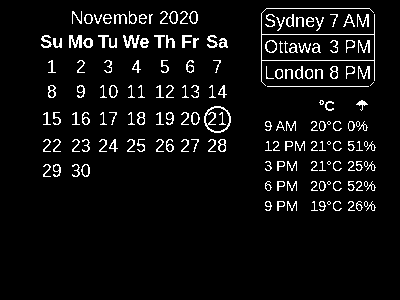 November 2020
Su Mo Tu We Th Fr Sa
1 2 3 4 5 6 7
8 9 10 11 12 13 14
15 16 17 18 19 20 21
22 23 24 25 26 27 28
29 30
Sydney 7 AM
Ottawa 3 PM
London 8 PM
°C ☂
9 AM 20°C 0%
12 PM 21°C 51%
3 PM 21°C 25%
6 PM 20°C 52%
9 PM 19°C 26%